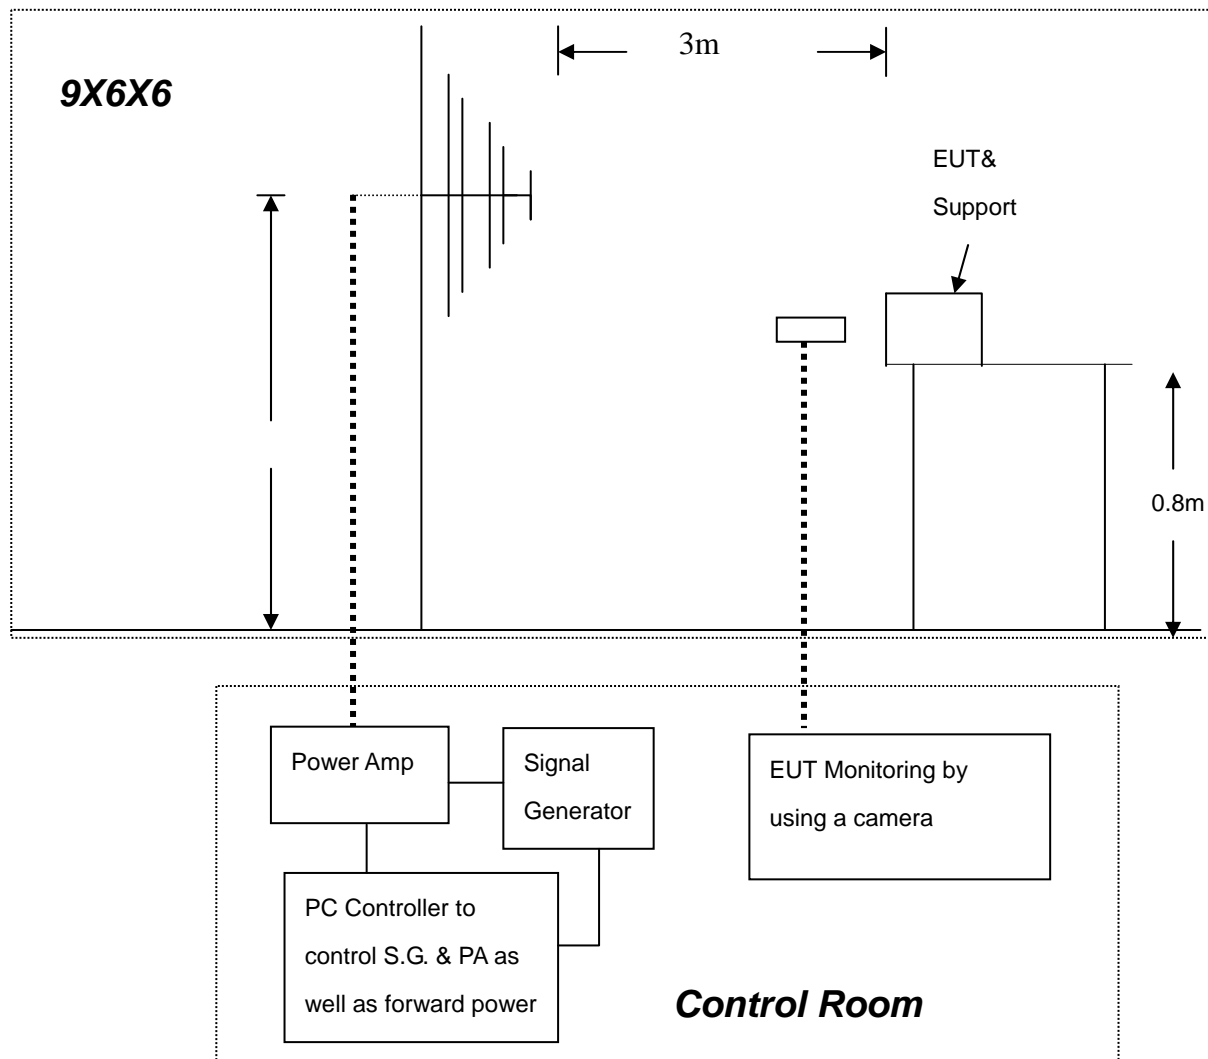 3m
9X6X6
EUT&
Support
0.8m
Power Amp
Signal
Generator
EUT Monitoring by
using a camera
PC Controller to
control S.G. & PA as
well as forward power
Control Room